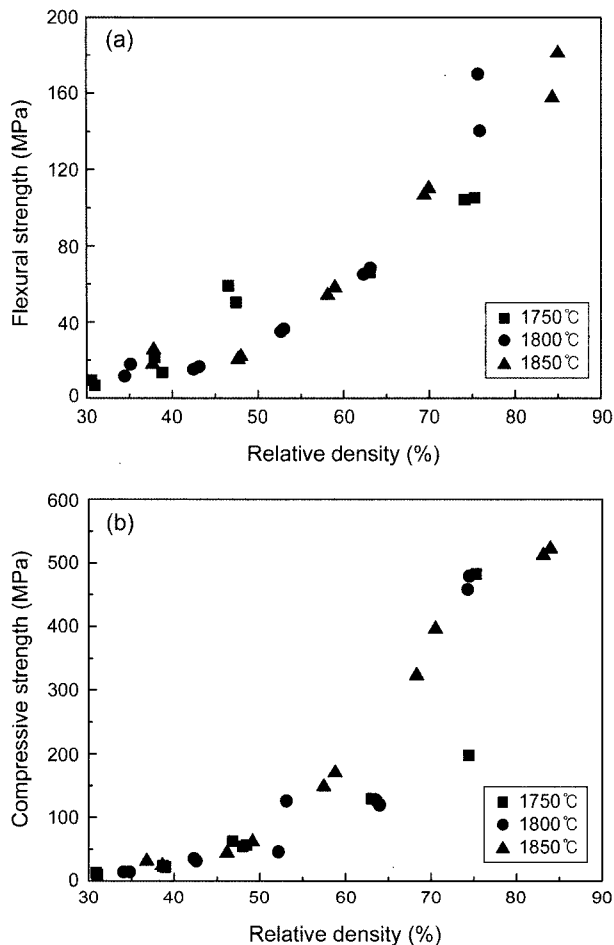 (a)
Flexural strength (MPa)
200
160
120
80
40
0
30 40 50 60 70 80 90
Relative density (%)
1750℃
1800℃
1850℃
(b)
Compressive strength (MPa)
600
500
400
300
200
100
0
30 40 50 60 70 80 90
Relative density (%)
1750℃
1800℃
1850℃